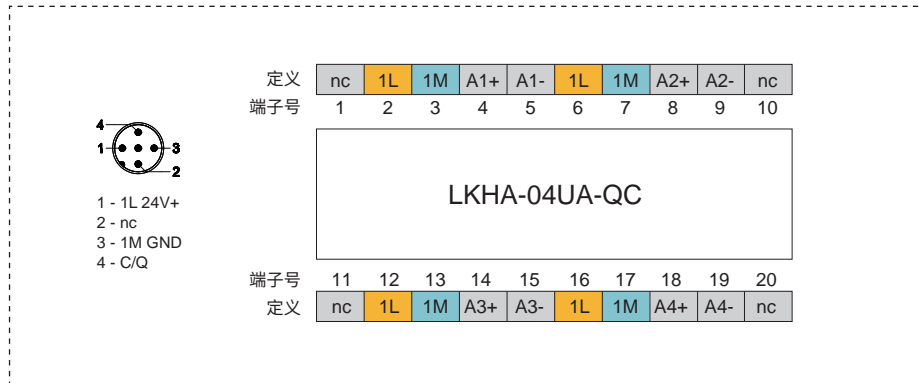 定义 nc 1L 1M A1+ A1- 1L 1M A2+ A2- nc
端子号 1 2 3 4 5 6 7 8 9 10
4
1 3
2
1 - 1L 24V+
2 - nc
3 - 1M GND
4 - C/Q
LKHA-04UA-QC
端子号 11 12 13 14 15 16 17 18 19 20
定义 nc 1L 1M A3+ A3- 1L 1M A4+ A4- nc